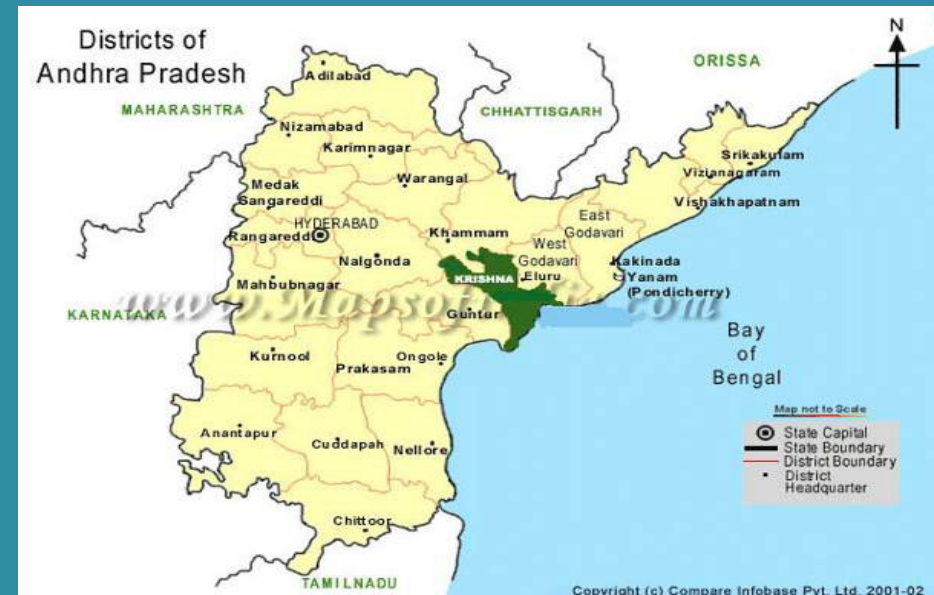 Districts of
Andhra Pradesh
N
ORISSA
MAHARASHTRA
CHHATTISGARH
Adilabad
Nizamabad
Karimnagar
Srikakulam
Vizianagaram
Medak
Sangareddi
Warangal
Vishakhapatnam
HYDERABAD
Rangaredd
Khammam
East
Godavari
West
Godavari
Nalgonda
Eluru
Kakinada
Yanam
(Pondicherry)
KRISHNA
Mahbubnagar
www.Mapsof com
KARNATAKA
Guntur
Bay
of
Bengal
Kurnool
Ongole
Prakasam
Map not to Scale
State Capital
State Boundary
District Boundary
District
Headquarter
Anantapur
Cuddapah
Nellore
Chittoor
TAMILNADU
Copyright (c) Compare Infobase Pvt. Ltd. 2001-02